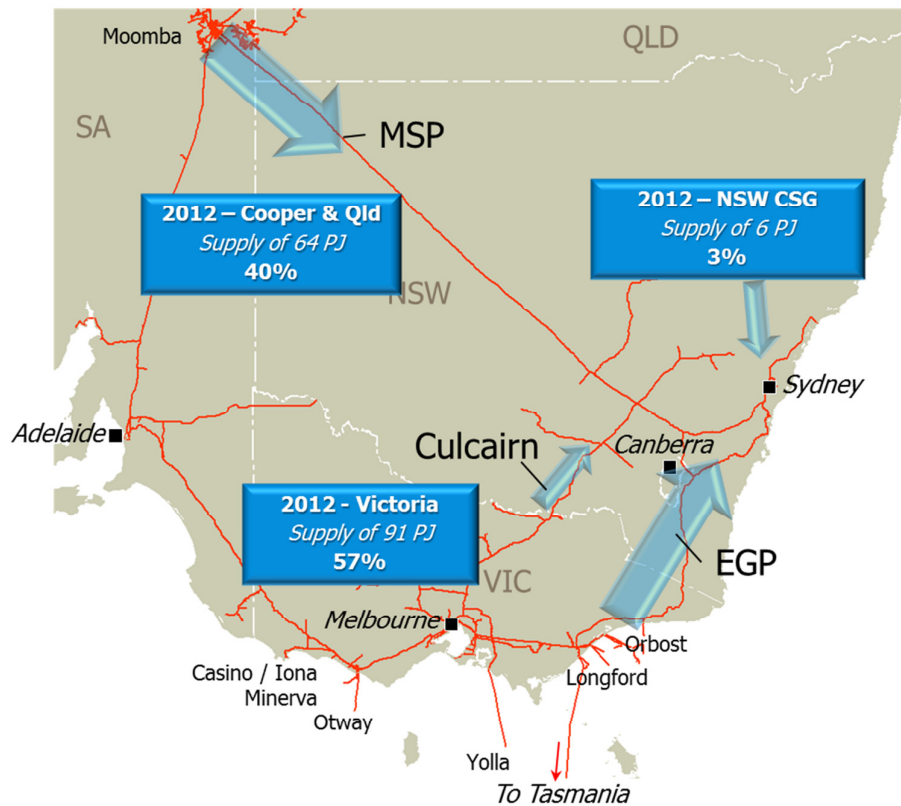 Moomba
QLD
SA
MSP
2012 – Cooper & Qld
Supply of 64 PJ
40%
2012 – NSW CSG
Supply of 6 PJ
3%
NSW
Sydney
Adelaide
Culcairn
Canberra
2012 - Victoria
Supply of 91 PJ
57%
EGP
VIC
Melbourne
Orbost
Longford
Casino / Iona
Minerva
Otway
Yolla
To Tasmania